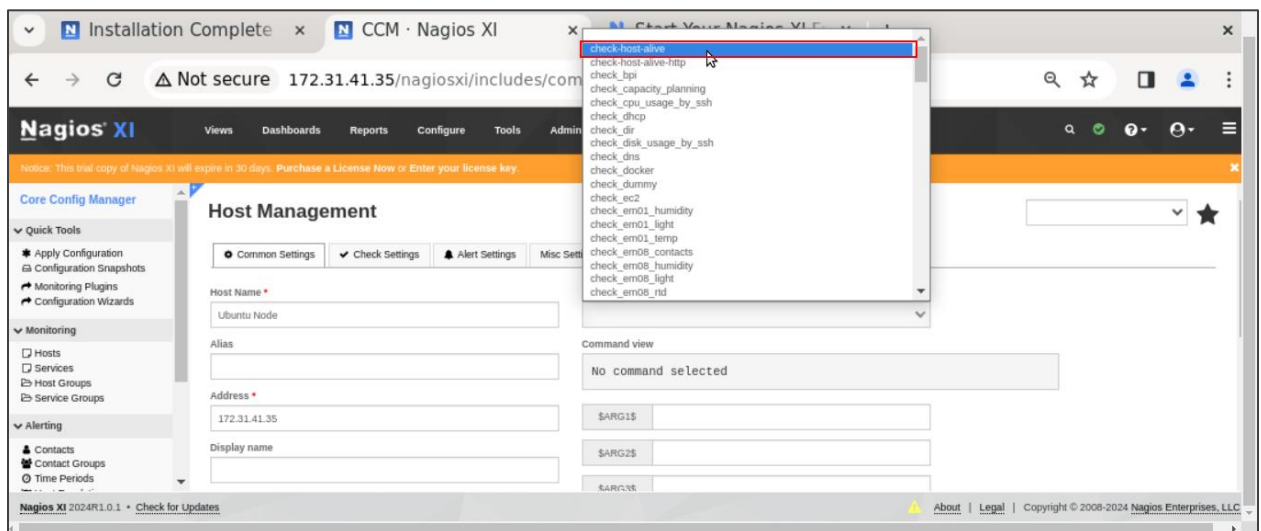 Installation Complete ×
CCM · Nagios XI ×
Not secure 172.31.41.35/nagiosxi/includes/com
Nagios® XI
Views Dashboards Reports Configure Tools Admin
Notice: This trial copy of Nagios XI will expire in 30 days. Purchase a License Now or Enter your license key.
Core Config Manager
Quick Tools
Apply Configuration
Configuration Snapshots
Monitoring Plugins
Configuration Wizards
Monitoring
Hosts
Services
Host Groups
Service Groups
Alerting
Contacts
Contact Groups
Time Periods
Host Management
Common Settings Check Settings Alert Settings Misc Setti
Host Name *
Ubuntu Node
Alias
Address *
172.31.41.35
Display name
check-host-alive
check-host-alive-http
check_bpi
check_capacity_planning
check_cpu_usage_by_ssh
check_dhcp
check_dir
check_disk_usage_by_ssh
check_dns
check_docker
check_dummy
check_ec2
check_em01_humidity
check_em01_light
check_em01_temp
check_em08_contacts
check_em08_humidity
check_em08_light
check_em08_rtd
Command view
No command selected
$ARG1$
$ARG2$
$ARG3$
Nagios XI 2024R1.0.1 • Check for Updates
About | Legal | Copyright © 2008-2024 Nagios Enterprises, LLC